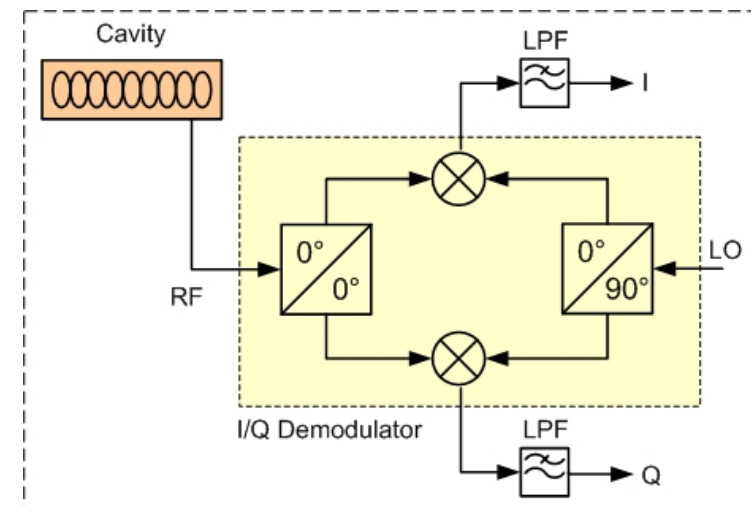 Cavity
LPF
I
0°
0°
0°
90°
LO
RF
I/Q Demodulator
LPF
Q